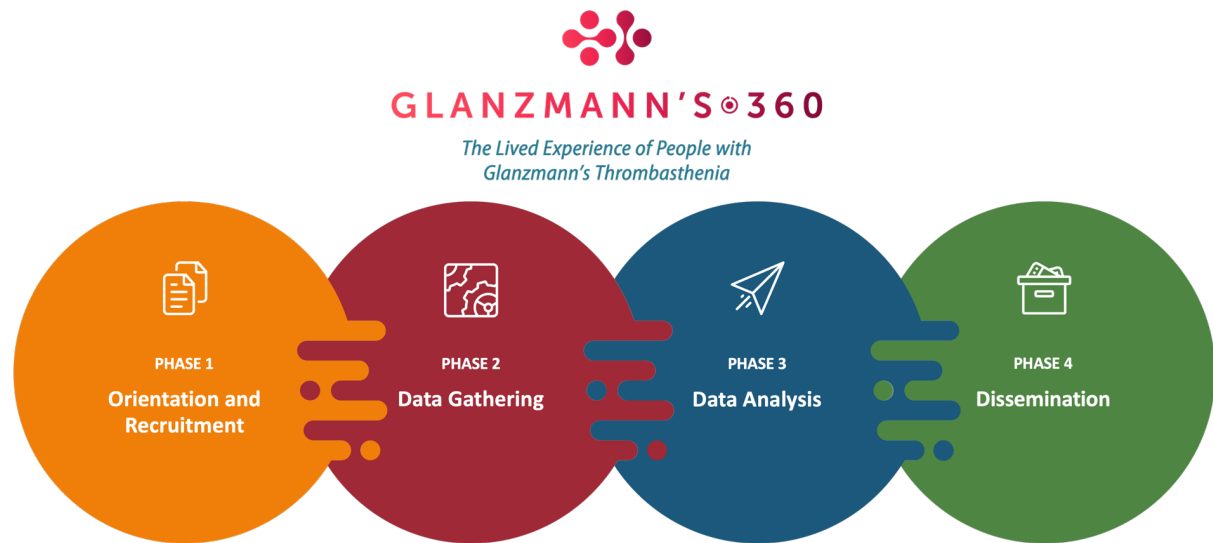 GLANZMANN'S 360
The Lived Experience of People with
Glanzmann's Thrombasthenia
PHASE 1
Orientation and
Recruitment
PHASE 2
Data Gathering
PHASE 3
Data Analysis
PHASE 4
Dissemination